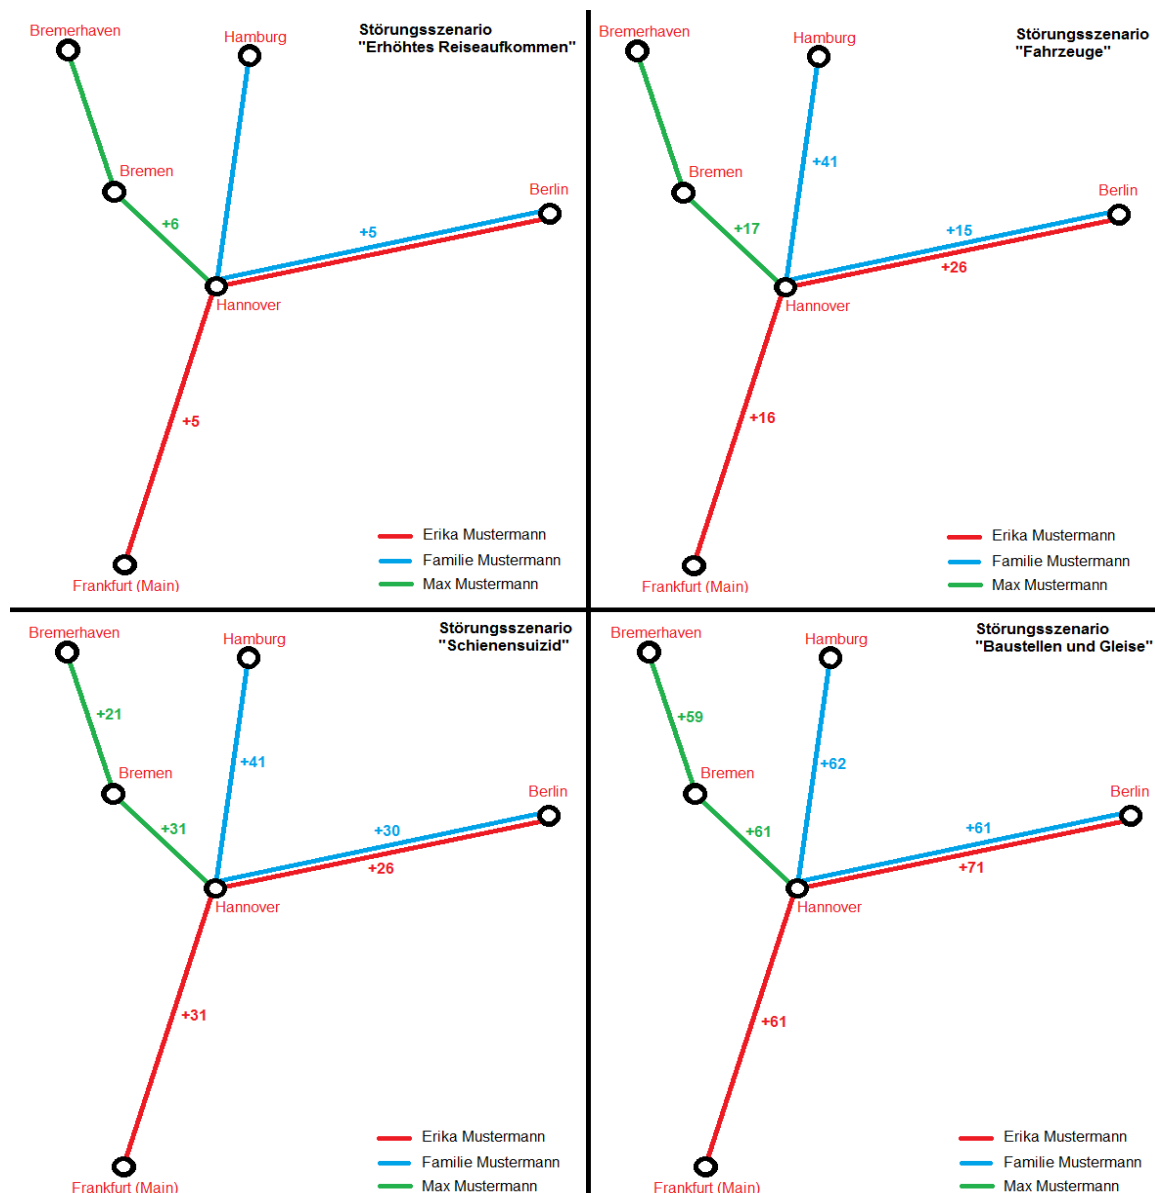 Störungsszenario
"Erhöhtes Reiseaufkommen"
Bremerhaven
Hamburg
Bremen
Berlin
+6
+5
Hannover
+5
Erika Mustermann
Familie Mustermann
Max Mustermann
Frankfurt (Main)
Störungsszenario
"Fahrzeuge"
Bremerhaven
Hamburg
+41
Bremen
Berlin
+17
+15
+26
Hannover
+16
Erika Mustermann
Familie Mustermann
Max Mustermann
Frankfurt (Main)
Störungsszenario
"Schienensuizid"
Bremerhaven
Hamburg
+21
+41
Bremen
Berlin
+31
+30
+26
Hannover
+31
Erika Mustermann
Familie Mustermann
Max Mustermann
Frankfurt (Main)
Störungsszenario
"Baustellen und Gleise"
Bremerhaven
Hamburg
+59
+62
Bremen
Berlin
+61
+61
+71
Hannover
+61
Erika Mustermann
Familie Mustermann
Max Mustermann
Frankfurt (Main)